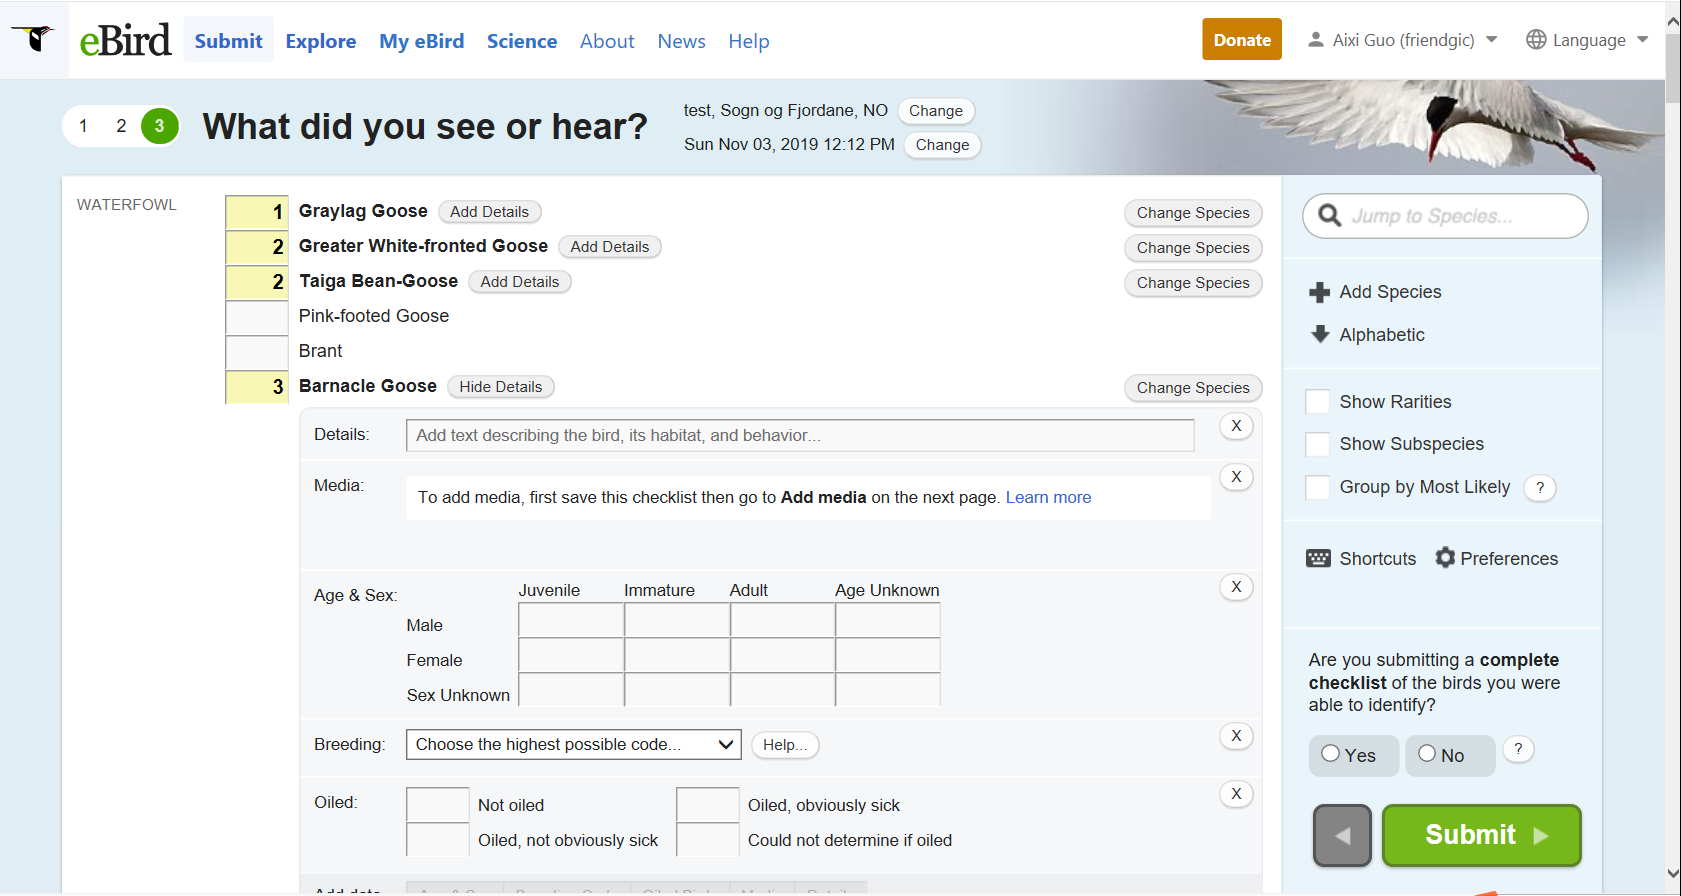 eBird Submit Explore My eBird Science About News Help Donate Aixi Guo (friendgic) Language
1 2 3 What did you see or hear?
test, Sogn og Fjordane, NO Change
Sun Nov 03, 2019 12:12 PM Change
WATERFOWL
1 Graylag Goose Add Details Change Species
2 Greater White-fronted Goose Add Details Change Species
2 Taiga Bean-Goose Add Details Change Species
Pink-footed Goose
Brant
3 Barnacle Goose Hide Details Change Species
Details: Add text describing the bird, its habitat, and behavior... X
Media: To add media, first save this checklist then go to Add media on the next page. Learn more X
Age & Sex: Juvenile Immature Adult Age Unknown X
Male
Female
Sex Unknown
Breeding: Choose the highest possible code... Help... X
Oiled: Not oiled Oiled, obviously sick X
Oiled, not obviously sick Could not determine if oiled
Jump to Species...
Add Species
Alphabetic
Show Rarities
Show Subspecies
Group by Most Likely ?
Shortcuts Preferences
Are you submitting a complete
checklist of the birds you were
able to identify?
Yes No ?
Submit